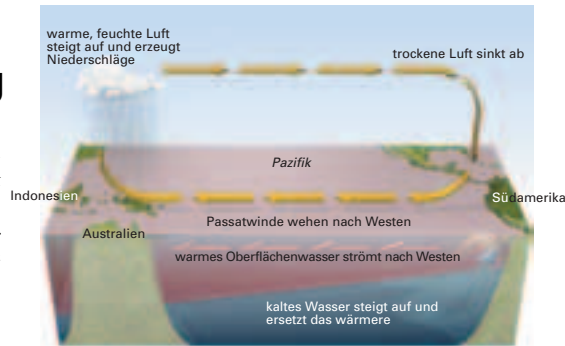 warme, feuchte Luft
steigt auf und erzeugt
Niederschläge
trockene Luft sinkt ab
Pazifik
Indonesien
Südamerika
Australien
Passatwinde wehen nach Westen
warmes Oberflächenwasser strömt nach Westen
kaltes Wasser steigt auf und
ersetzt das wärmere